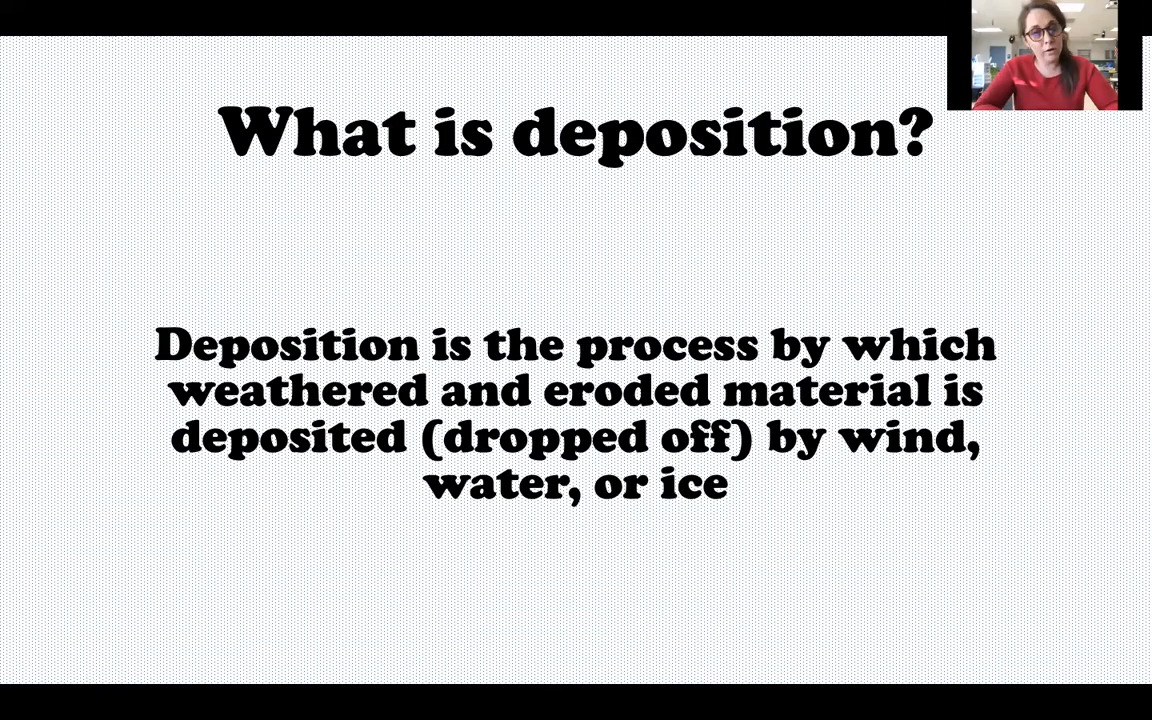 What is deposition?
Deposition is the process by which
weathered and eroded material is
deposited (dropped off) by wind,
water, or ice